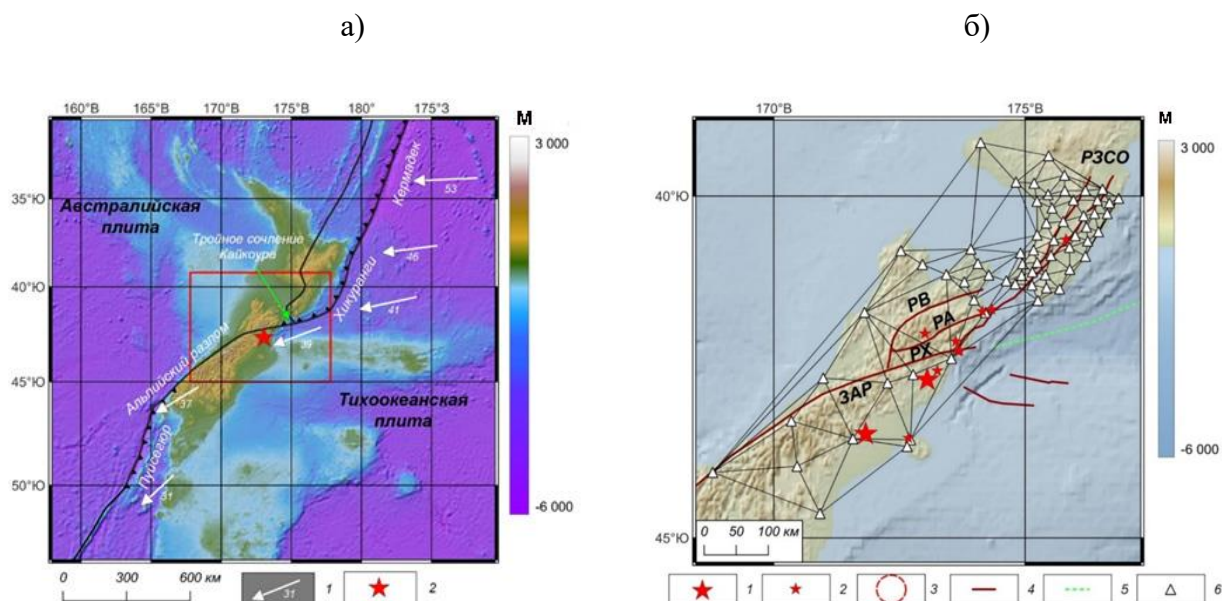 а)
б)
160°В 165°В 170°В 175°В 180° 175°З
М
3 000
-6 000
35°Ю
40°Ю
45°Ю
50°Ю
Австралийская
плита
Тройное сочленение
Кайкоура
Кермадек
53
46
Хикуранги
41
39
Альпийский разлом
37
Тихоокеанская
плита
Пуйсегюр
31
0 300 600 км
31 1 2
170°В 175°В
М
3 000
-6 000
40°Ю
45°Ю
РЗСО
РВ
РА
РХ
ЗАР
0 50 100 км
1 2 3 4 5 6